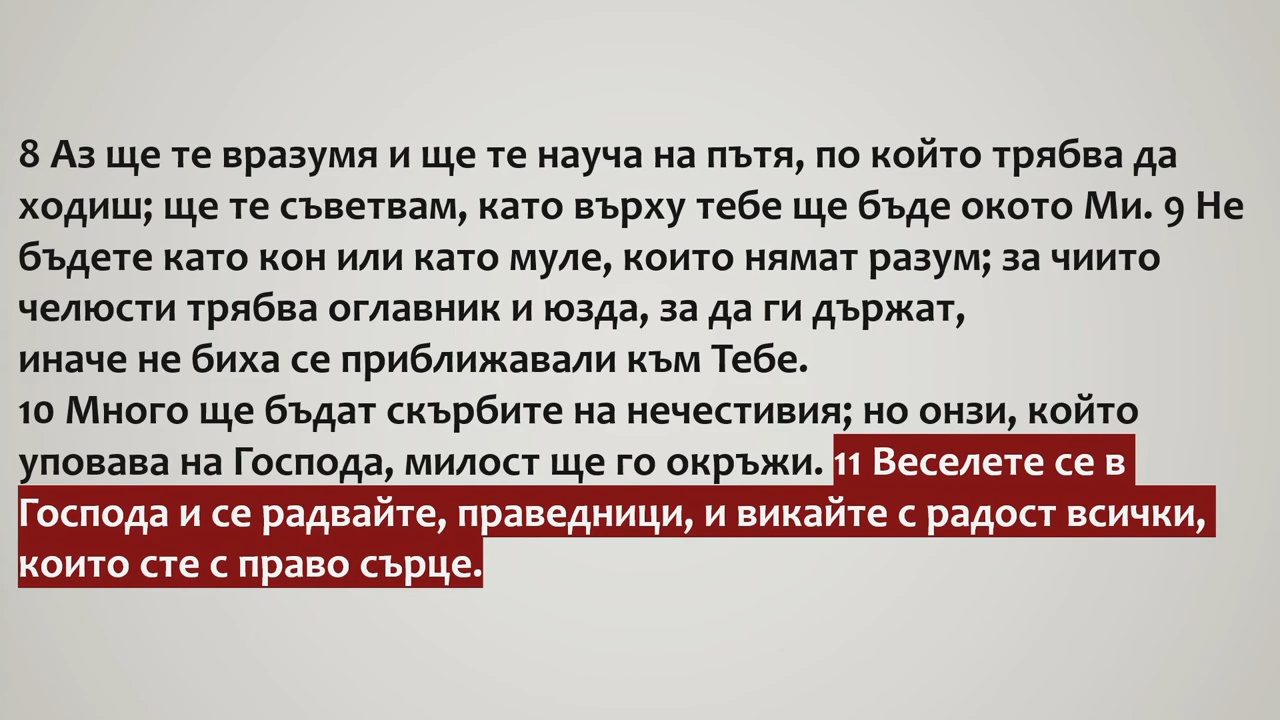 8 Аз ще те вразумя и ще те науча на пътя, по който трябва да
ходиш; ще те съветвам, като върху тебе ще бъде окото Ми. 9 Не
бъдете като кон или като муле, които нямат разум; за чиито
челюсти трябва оглавник и юзда, за да ги държат,
иначе не биха се приближавали към Тебе.
10 Много ще бъдат скърбите на нечестивия; но онзи, който
уповава на Господа, милост ще го окръжи. 11 Веселете се в
Господа и се радвайте, праведници, и викайте с радост всички,
които сте с право сърце.